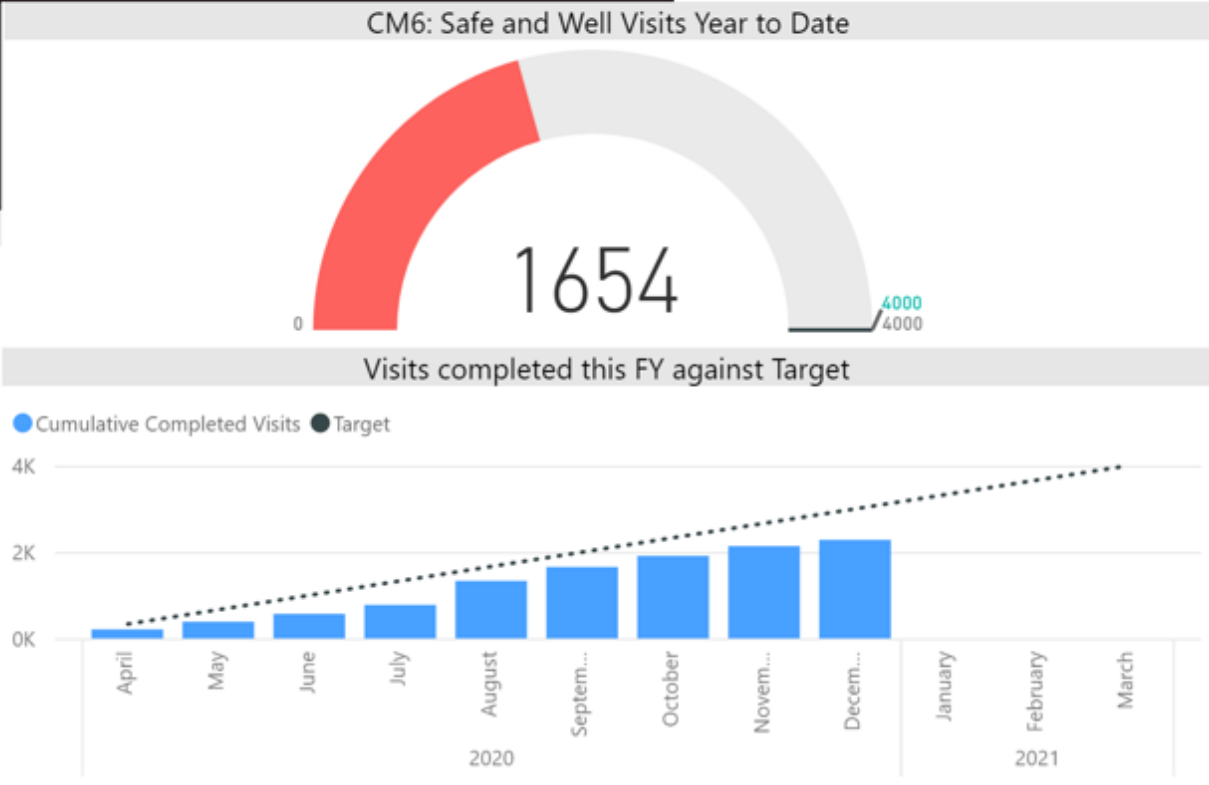 CM6: Safe and Well Visits Year to Date
1654
0
4000
4000
Visits completed this FY against Target
Cumulative Completed Visits Target
4K
2K
0K
April
May
June
July
August
Septem...
October
Novem...
Decem...
January
February
March
2020
2021